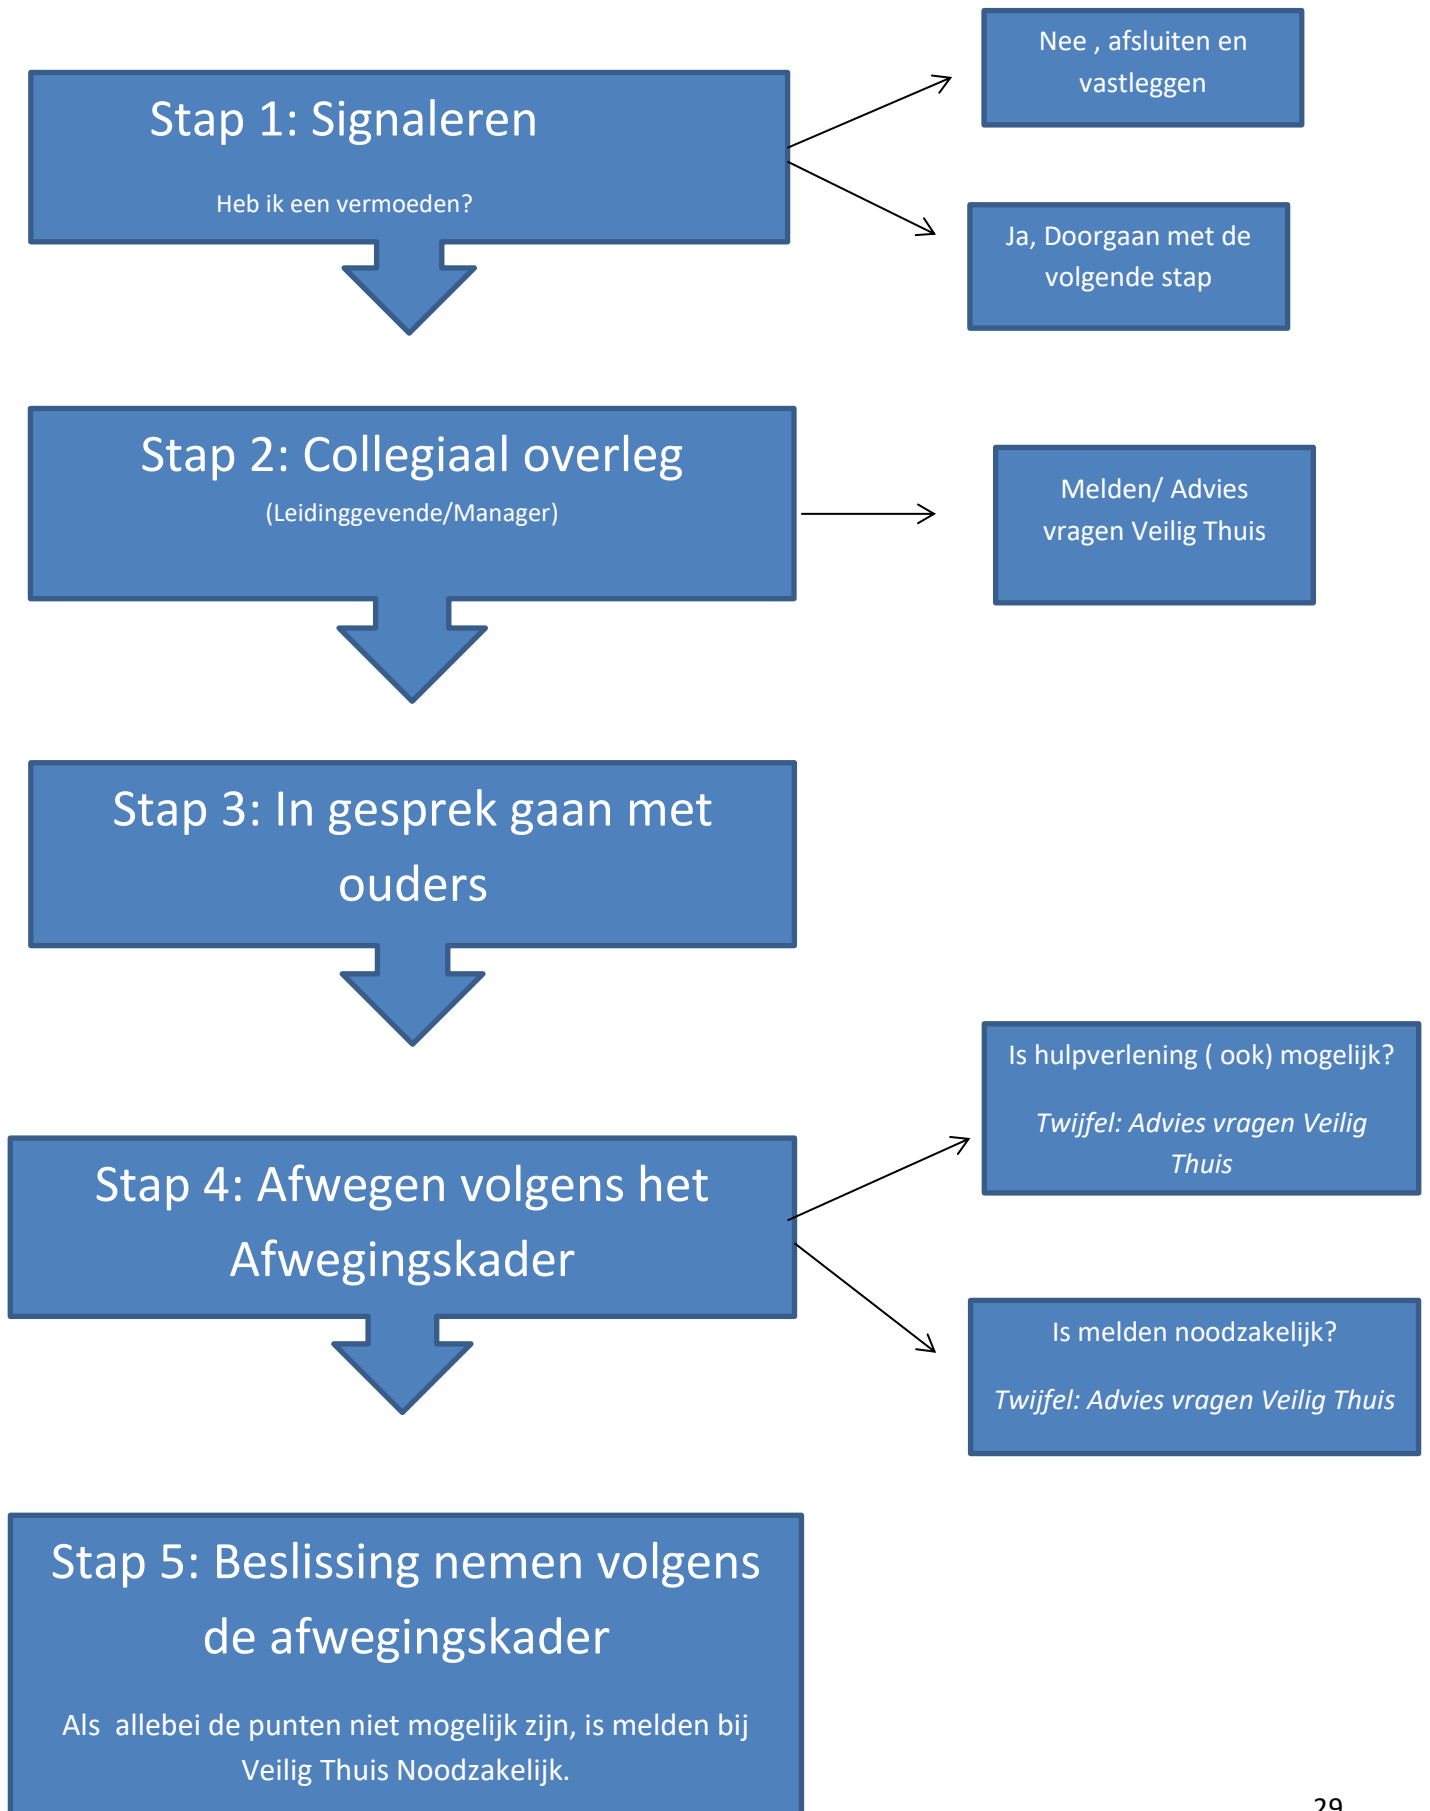 Nee , afsluiten en
vastleggen
Stap 1: Signaleren
Heb ik een vermoeden?
Ja, Doorgaan met de
volgende stap
Stap 2: Collegiaal overleg
(Leidinggevende/Manager)
Melden/ Advies
vragen Veilig Thuis
Stap 3: In gesprek gaan met
ouders
Is hulpverlening ( ook) mogelijk?
Twijfel: Advies vragen Veilig
Thuis
Stap 4: Afwegen volgens het
Afwegingskader
Is melden noodzakelijk?
Twijfel: Advies vragen Veilig Thuis
Stap 5: Beslissing nemen volgens
de afwegingskader
Als  allebei de punten niet mogelijk zijn, is melden bij
Veilig Thuis Noodzakelijk.
29